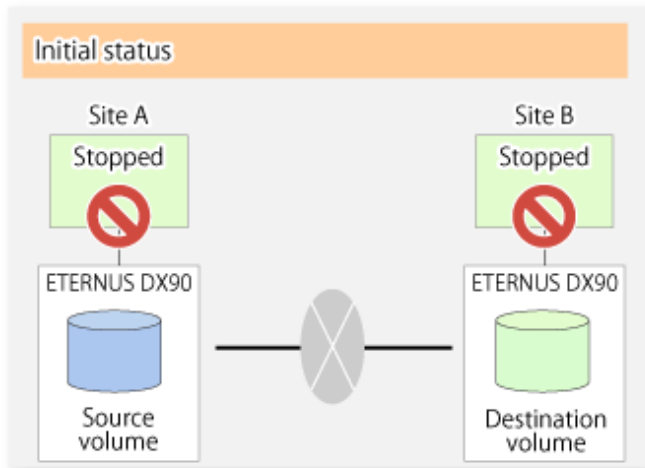 Initial status
Site A
Site B
Stopped
Stopped
ETERNUS DX90
ETERNUS DX90
Source
volume
Destination
volume